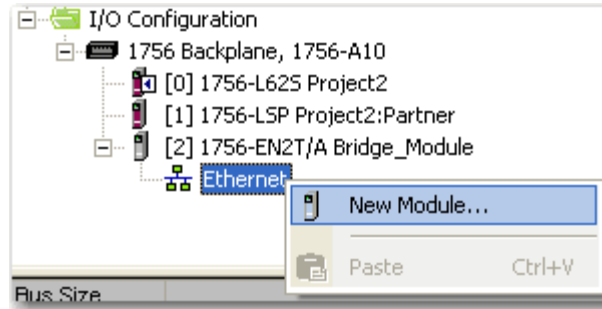 I/O Configuration
1756 Backplane, 1756-A10
[0] 1756-L62S Project2
[1] 1756-LSP Project2:Partner
[2] 1756-EN2T/A Bridge_Module
Ethernet
New Module...
Paste Ctrl+V
Bus Size